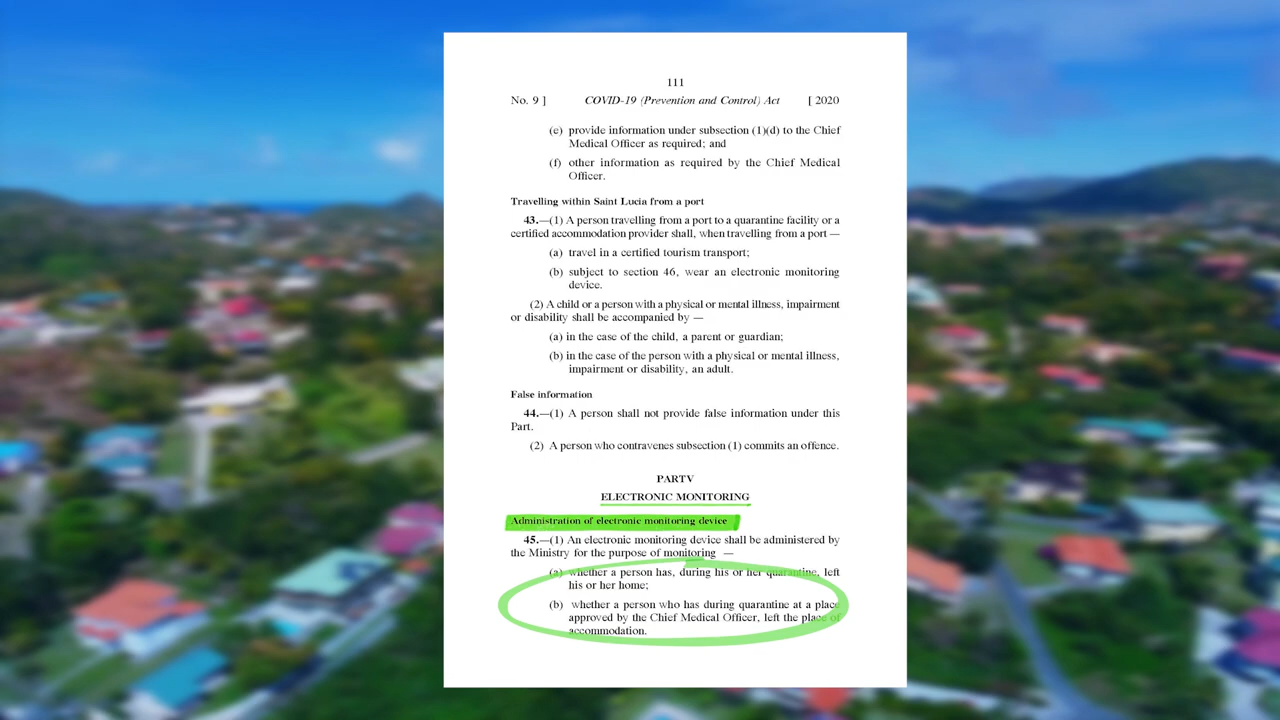 111
No. 9 ] COVID-19 (Prevention and Control) Act [ 2020
(e) provide information under subsection (1)(d) to the Chief
Medical Officer as required; and
(f) other information as required by the Chief Medical
Officer.
Travelling within Saint Lucia from a port
43.—(1) A person travelling from a port to a quarantine facility or a
certified accommodation provider shall, when travelling from a port —
(a) travel in a certified tourism transport;
(b) subject to section 46, wear an electronic monitoring
device.
(2) A child or a person with a physical or mental illness, impairment
or disability shall be accompanied by —
(a) in the case of the child, a parent or guardian;
(b) in the case of the person with a physical or mental illness,
impairment or disability, an adult.
False information
44.—(1) A person shall not provide false information under this
Part.
(2) A person who contravenes subsection (1) commits an offence.
PARTV
ELECTRONIC MONITORING
Administration of electronic monitoring device
45.—(1) An electronic monitoring device shall be administered by
the Ministry for the purpose of monitoring —
(a) whether a person has, during his or her quarantine, left
his or her home;
(b) whether a person who has during quarantine at a place
approved by the Chief Medical Officer, left the place of
accommodation.